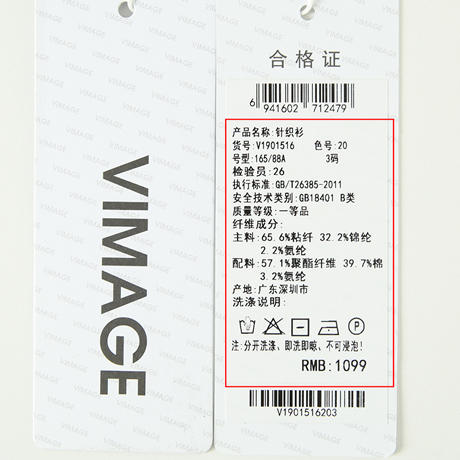 VIMAGE
合格证
6 941602 712479
产品名称:针织衫
货号:V1901516 色号:20
号型:165/88A 3码
检验员:26
执行标准:GB/T26385-2011
安全技术类别:GB18401 B类
质量等级:一等品
纤维成分:
主料:65.6%粘纤 32.2%锦纶
2.2%氨纶
配料:57.1%聚酯纤维 39.7%棉
3.2%氨纶
产地:广东深圳市
洗涤说明:
P
注:分开洗涤、即洗即晾、不可浸泡!
RMB:1099
V1901516203